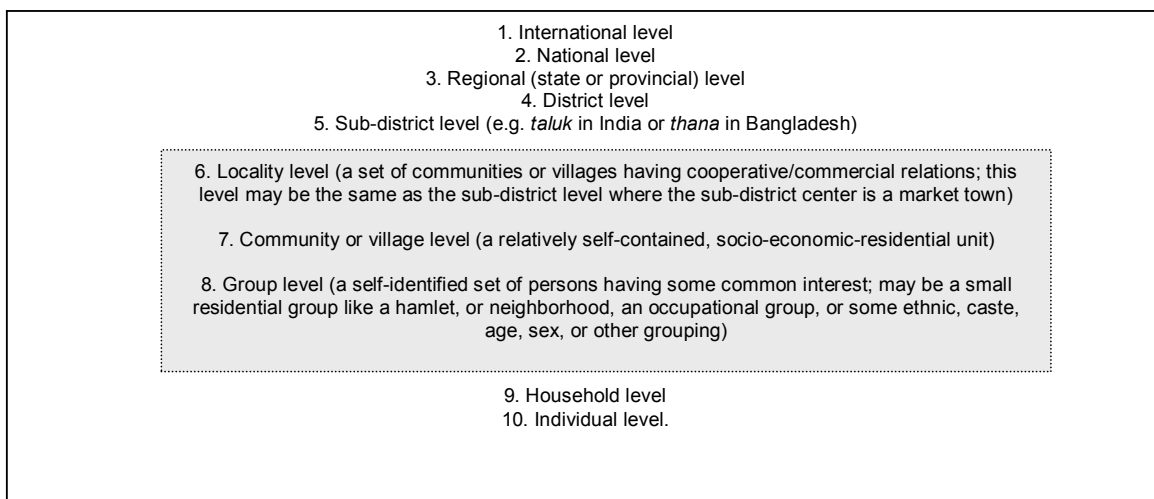 1. International level
2. National level
3. Regional (state or provincial) level
4. District level
5. Sub-district level (e.g. taluk in India or thana in Bangladesh)
6. Locality level (a set of communities or villages having cooperative/commercial relations; this
level may be the same as the sub-district level where the sub-district center is a market town)
7. Community or village level (a relatively self-contained, socio-economic-residential unit)
8. Group level (a self-identified set of persons having some common interest; may be a small
residential group like a hamlet, or neighborhood, an occupational group, or some ethnic, caste,
age, sex, or other grouping)
9. Household level
10. Individual level.